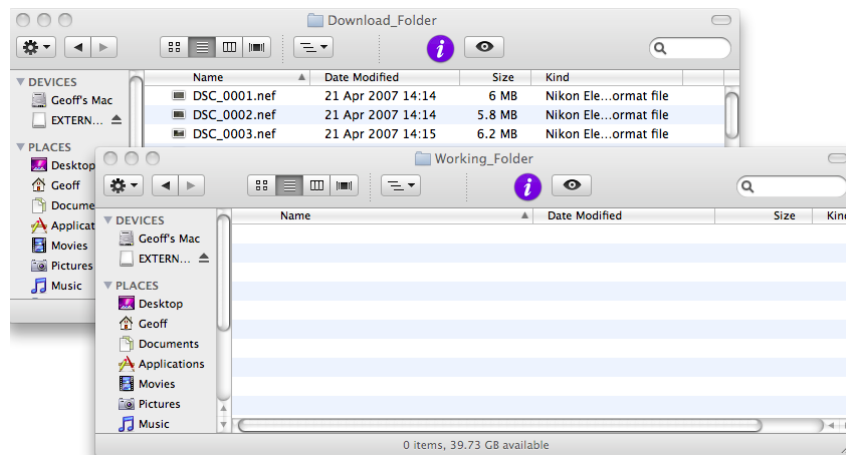 Download_Folder
Name Date Modified Size Kind
DEVICES
Geoff's Mac
EXTERN...
DSC_0001.nef 21 Apr 2007 14:14 6 MB Nikon Ele...ormat file
DSC_0002.nef 21 Apr 2007 14:14 5.8 MB Nikon Ele...ormat file
DSC_0003.nef 21 Apr 2007 14:15 6.2 MB Nikon Ele...ormat file
PLACES
Desktop
Geoff
Docume
Applicat
Movies
Pictures
Music
Working_Folder
Name Date Modified Size Kind
DEVICES
Geoff's Mac
EXTERN...
PLACES
Desktop
Geoff
Documents
Applications
Movies
Pictures
Music
0 items, 39.73 GB available